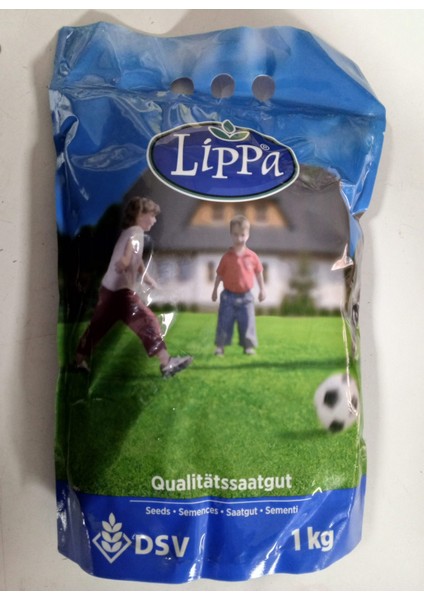 LiPPa®
Qualitätssaatgut
Seeds • Semences • Saatgut • Sementi
DSV
1 kg